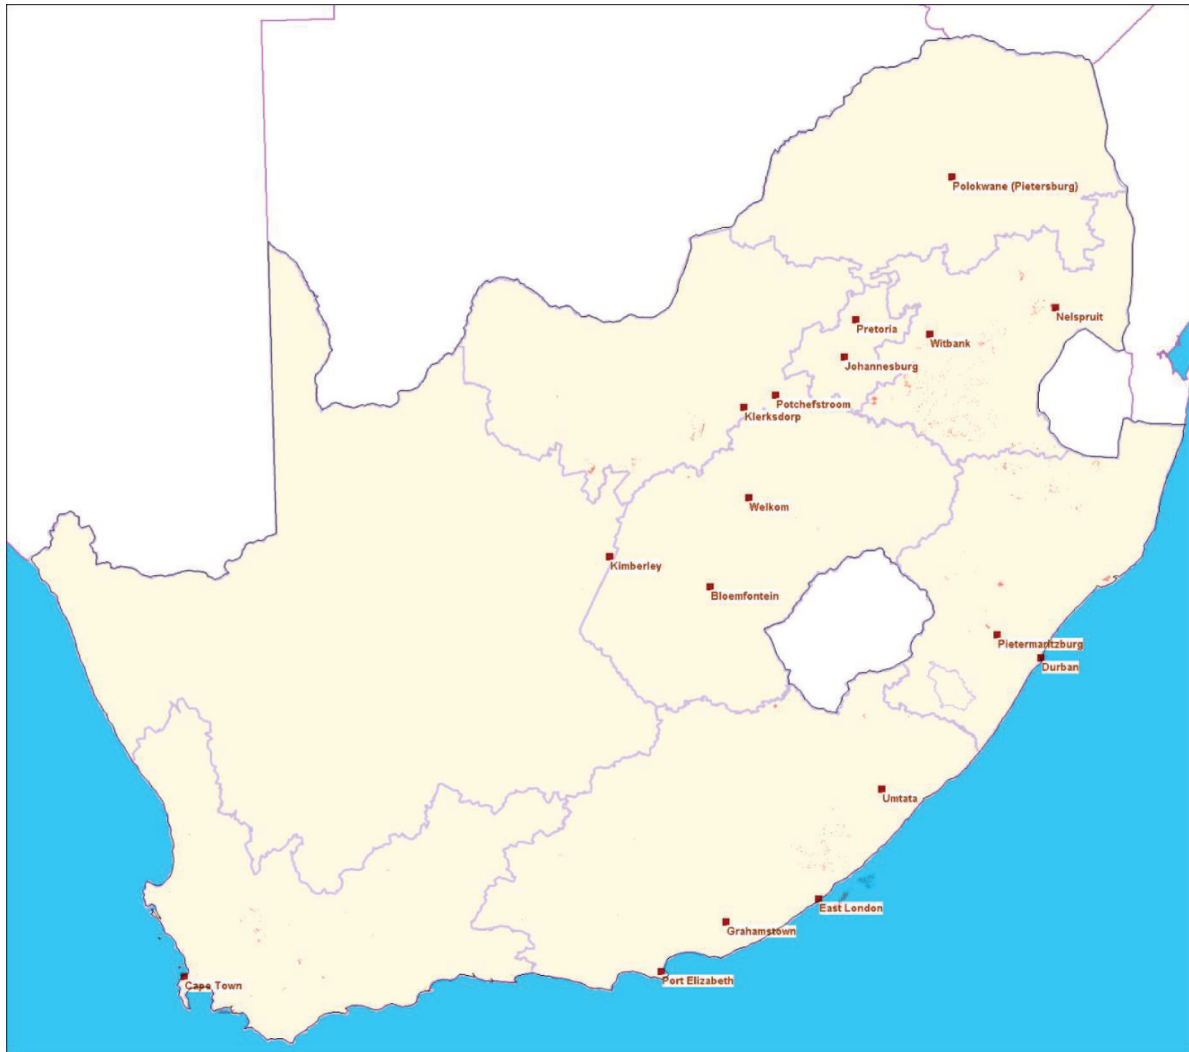 Polokwane (Pietersburg)
Nelspruit
Pretoria
Witbank
Johannesburg
Potchefstroom
Klerksdorp
Welkom
Kimberley
Bloemfontein
Pietermaritzburg
Durban
Umtata
East London
Grahamstown
Port Elizabeth
Cape Town